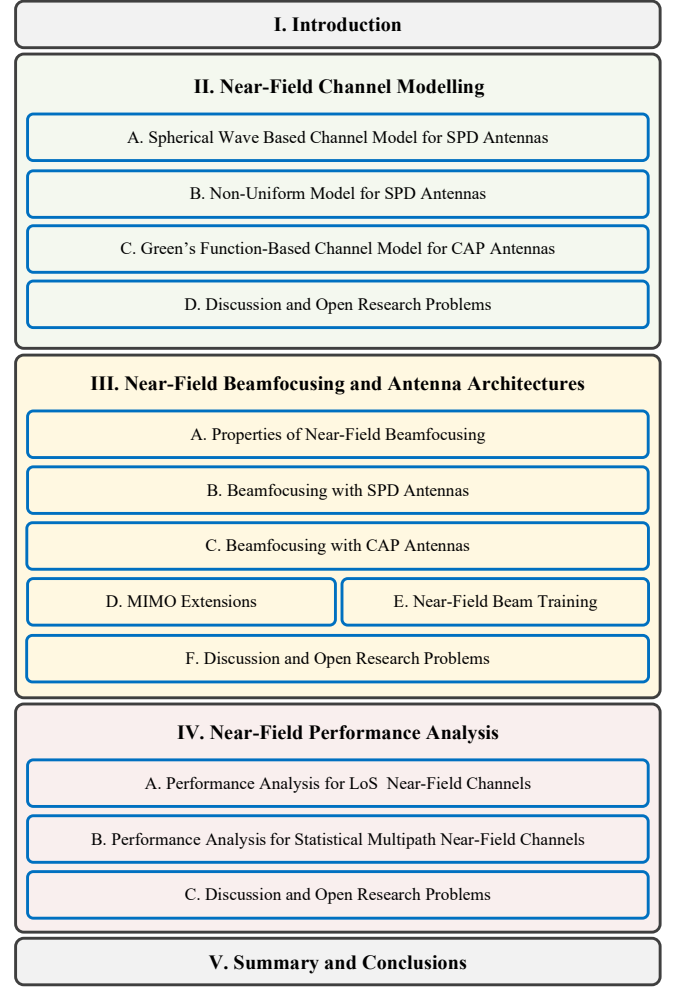 I. Introduction
II. Near-Field Channel Modelling
A. Spherical Wave Based Channel Model for SPD Antennas
B. Non-Uniform Model for SPD Antennas
C. Green’s Function-Based Channel Model for CAP Antennas
D. Discussion and Open Research Problems
III. Near-Field Beamfocusing and Antenna Architectures
A. Properties of Near-Field Beamfocusing
B. Beamfocusing with SPD Antennas
C. Beamfocusing with CAP Antennas
D. MIMO Extensions
E. Near-Field Beam Training
F. Discussion and Open Research Problems
IV. Near-Field Performance Analysis
A. Performance Analysis for LoS Near-Field Channels
B. Performance Analysis for Statistical Multipath Near-Field Channels
C. Discussion and Open Research Problems
V. Summary and Conclusions